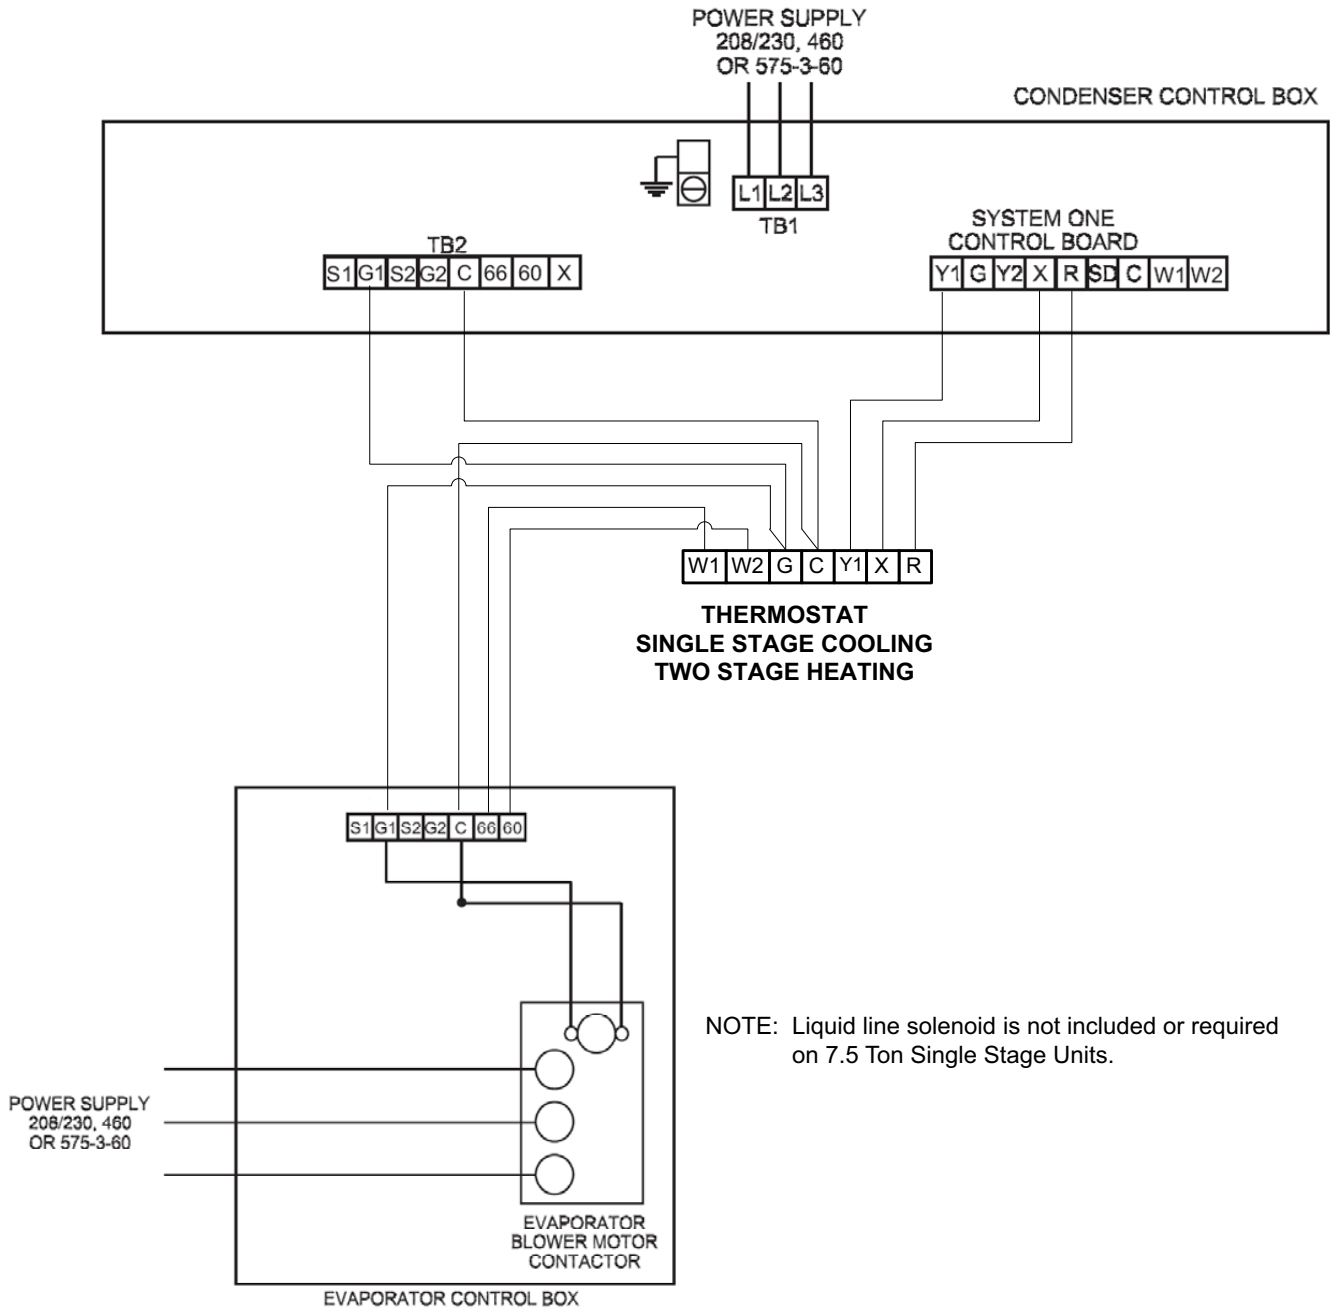 POWER SUPPLY
208/230, 460
OR 575-3-60
CONDENSER CONTROL BOX
L1 L2 L3
TB1
SYSTEM ONE
CONTROL BOARD
TB2
S1 G1 S2 G2 C 66 60 X
Y1 G Y2 X R SD C W1 W2
W1 W2 G C Y1 X R
THERMOSTAT
SINGLE STAGE COOLING
TWO STAGE HEATING
S1 G1 S2 G2 C 66 60
NOTE: Liquid line solenoid is not included or required
on 7.5 Ton Single Stage Units.
POWER SUPPLY
208/230, 460
OR 575-3-60
EVAPORATOR
BLOWER MOTOR
CONTACTOR
EVAPORATOR CONTROL BOX